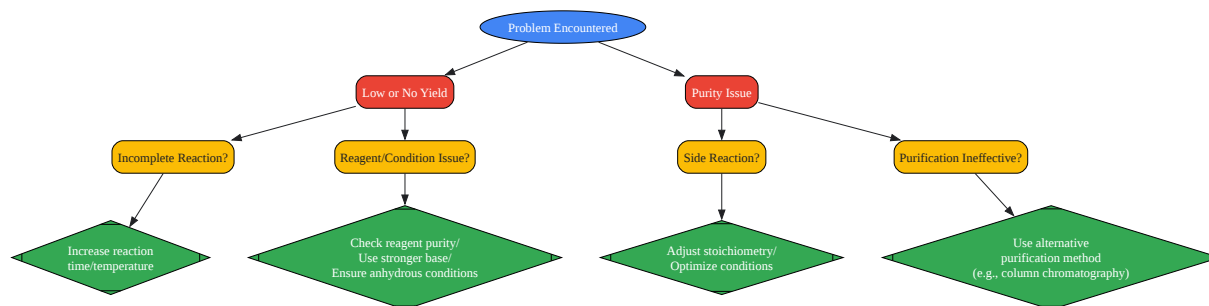 Problem Encountered
Low or No Yield
Purity Issue
Incomplete Reaction?
Reagent/Condition Issue?
Side Reaction?
Purification Ineffective?
Increase reaction
time/temperature
Check reagent purity/
Use stronger base/
Ensure anhydrous conditions
Adjust stoichiometry/
Optimize conditions
Use alternative
purification method
(e.g., column chromatography)